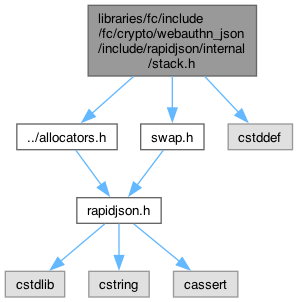 libraries/fc/include
/fc/crypto/webauthn_json
/include/rapidjson/internal
/stack.h
../allocators.h
swap.h
cstddef
rapidjson.h
cstdlib
cstring
cassert